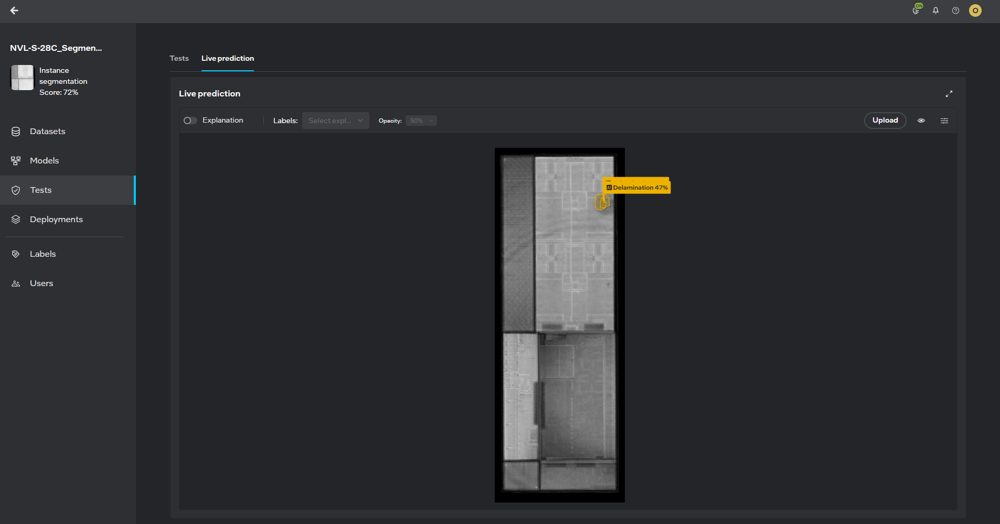 ON
O
NVL-S-28C_Segmen...
Instance
segmentation
Score: 72%
Datasets
Models
Tests
Deployments
Labels
Users
Tests Live prediction
Live prediction
Explanation Labels: Select expl... Opacity: 50% Upload
AI Delamination 47%